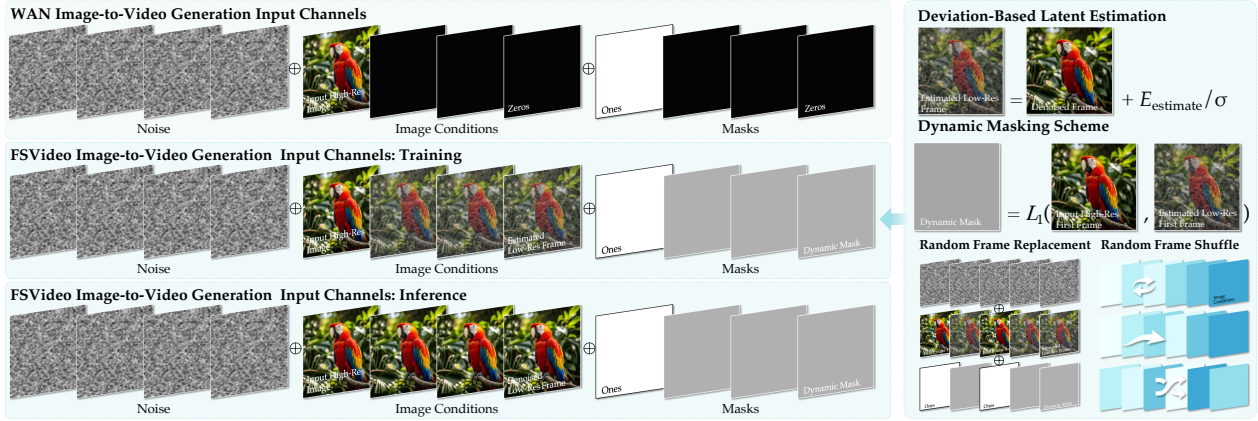 WAN Image-to-Video Generation Input Channels
Input High-Res
Image
Zeros
Ones
Zeros
Noise
Image Conditions
Masks
FSVideo Image-to-Video Generation Input Channels: Training
Input High-Res
Image
Estimated
Low-Res Frame
Ones
Dynamic Mask
Noise
Image Conditions
Masks
FSVideo Image-to-Video Generation Input Channels: Inference
Input High-Res
Image
Denoised
Low-Res Frame
Ones
Dynamic Mask
Noise
Image Conditions
Masks
Deviation-Based Latent Estimation
Estimated Low-Res
Frame
=
Denoised Frame
+ E_estimate/σ
Dynamic Masking Scheme
Dynamic Mask
= L₁(
Input High-Res
First Frame
,
Estimated Low-Res
First Frame
)
Random Frame Replacement
Ones
Ones
Dynamic Mask
Random Frame Shuffle
Image
Conditions